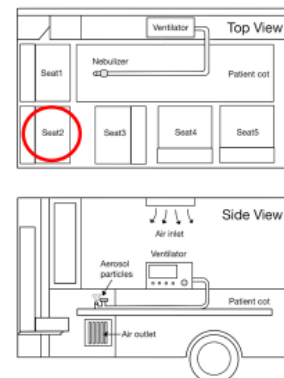 Ventilator
Top View
Nebulizer
Seat1
Patient cot
Seat2
Seat3
Seat4
Seat5
Side View
Air inlet
Ventilator
Aerosol
particles
Patient cot
Air outlet